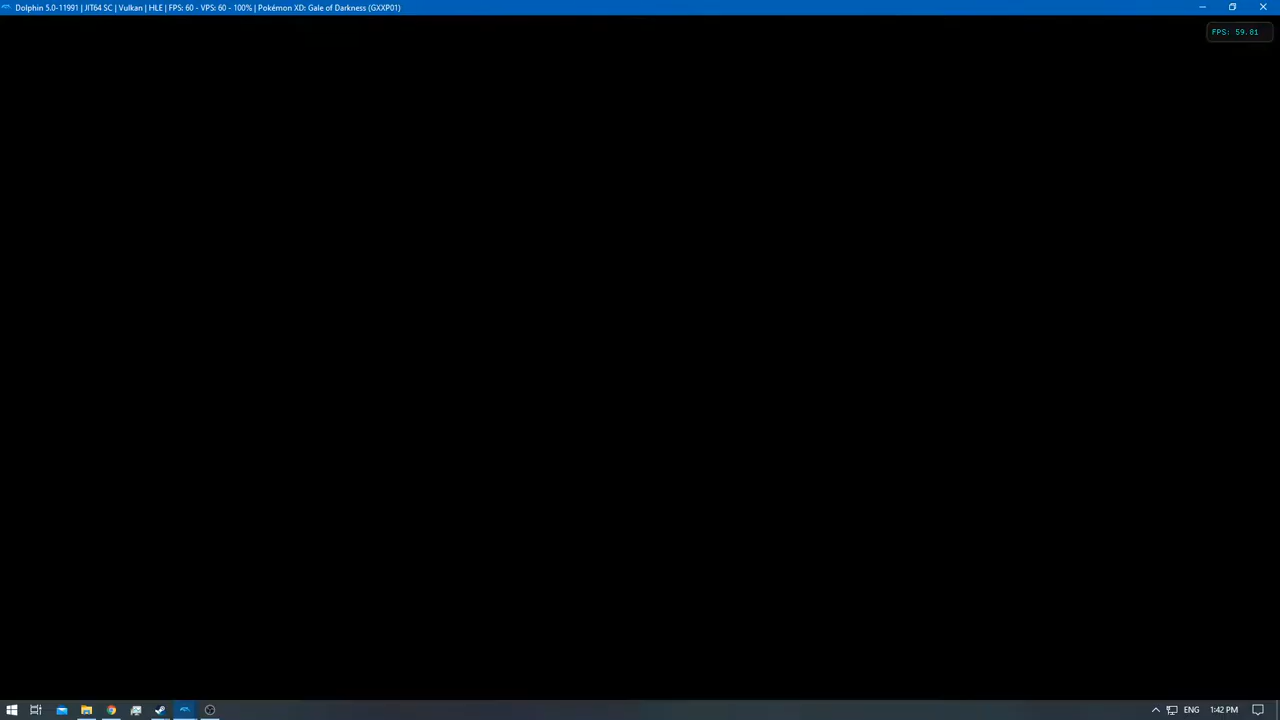 Dolphin 5.0-11991 | JIT64 SC | Vulkan | HLE | FPS: 60 - VPS: 60 - 100% | Pokémon XD: Gale of Darkness (GXXP01)
FPS: 59.81
ENG
1:42 PM